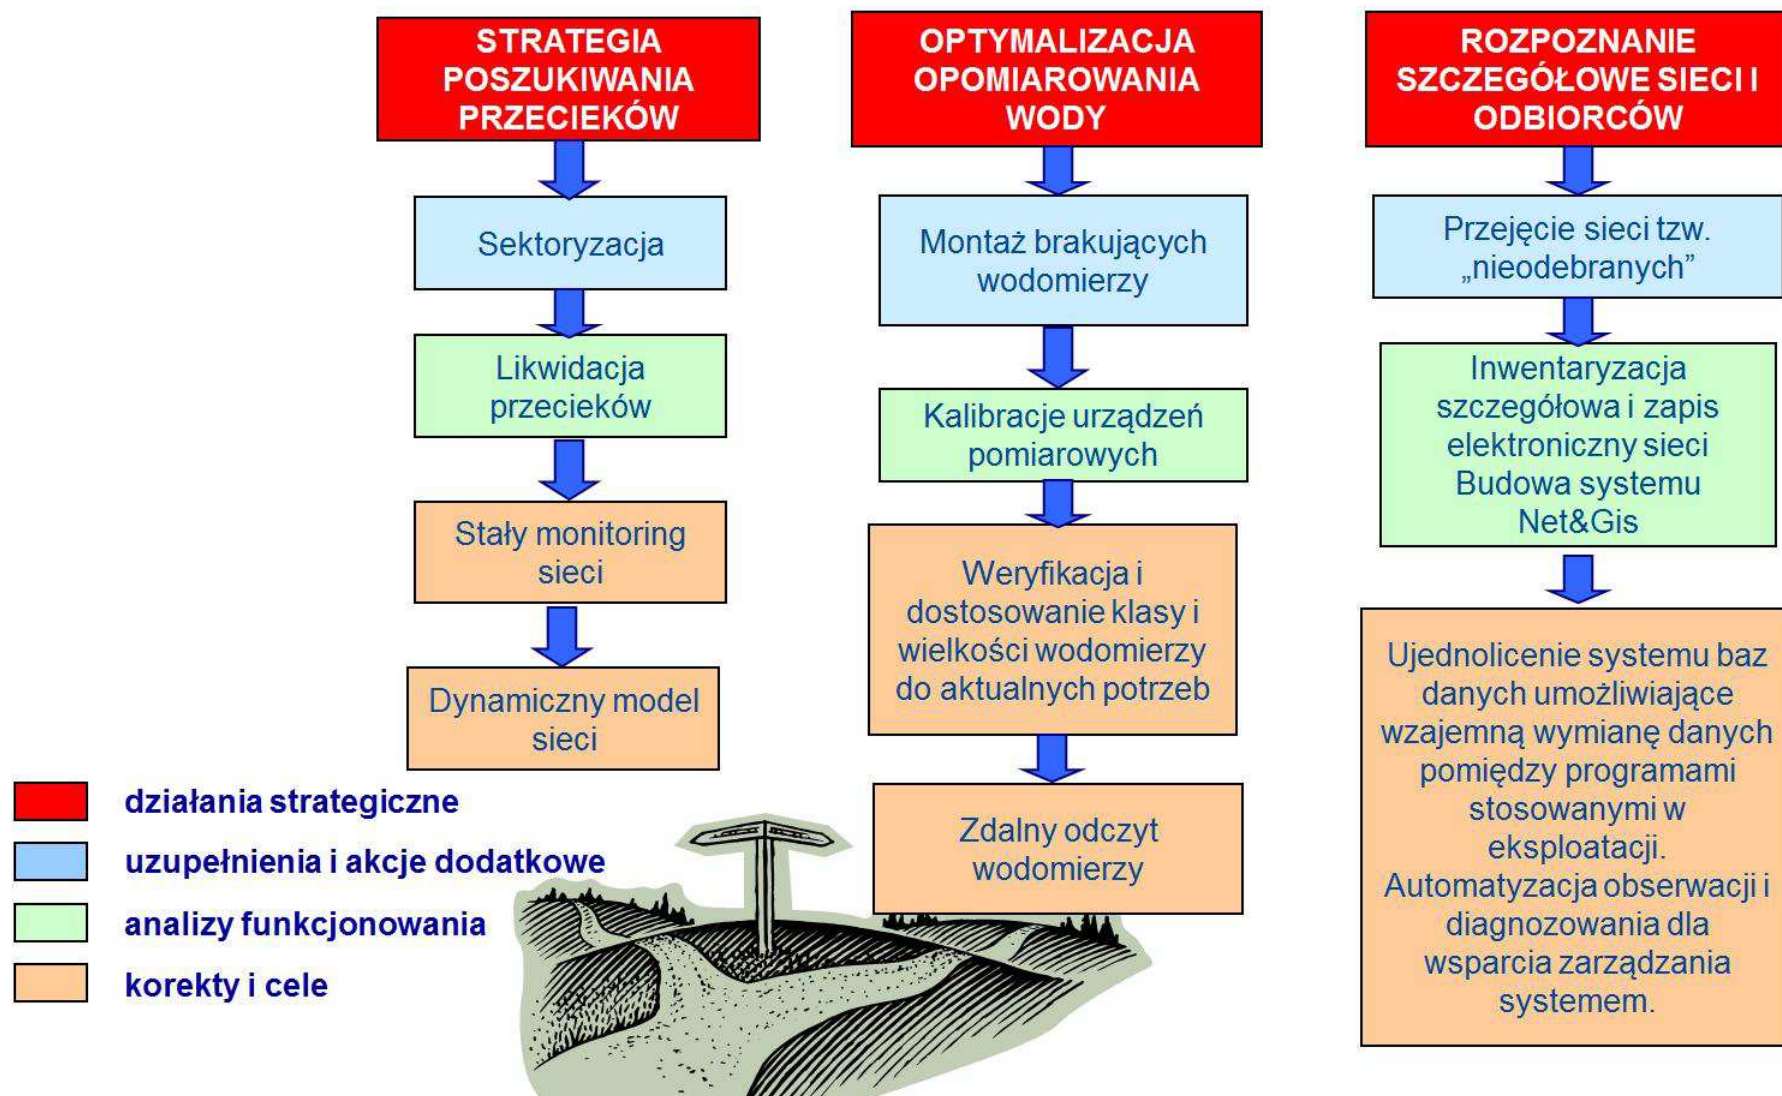 STRATEGIA
POSZUKIWANIA
PRZECIEKÓW
Sektoryzacja
Likwidacja
przecieków
Stały monitoring
sieci
Dynamiczny model
sieci
OPTYMALIZACJA
OPOMIAROWANIA
WODY
Montaż brakujących
wodomierzy
Kalibracje urządzeń
pomiarowych
Weryfikacja i
dostosowanie klasy i
wielkości wodomierzy
do aktualnych potrzeb
Zdalny odczyt
wodomierzy
ROZPOZNANIE
SZCZEGÓŁOWE SIECI I
ODBIORCÓW
Przejęcie sieci tzw.
„nieodebranych”
Inwentaryzacja
szczegółowa i zapis
elektroniczny sieci
Budowa systemu
Net&Gis
Ujednolicenie systemu baz
danych umożliwiające
wzajemną wymianę danych
pomiędzy programami
stosowanymi w
eksploatacji.
Automatyzacja obserwacji i
diagnozowania dla
wsparcia zarządzania
systemem.
działania strategiczne
uzupełnienia i akcje dodatkowe
analizy funkcjonowania
korekty i cele